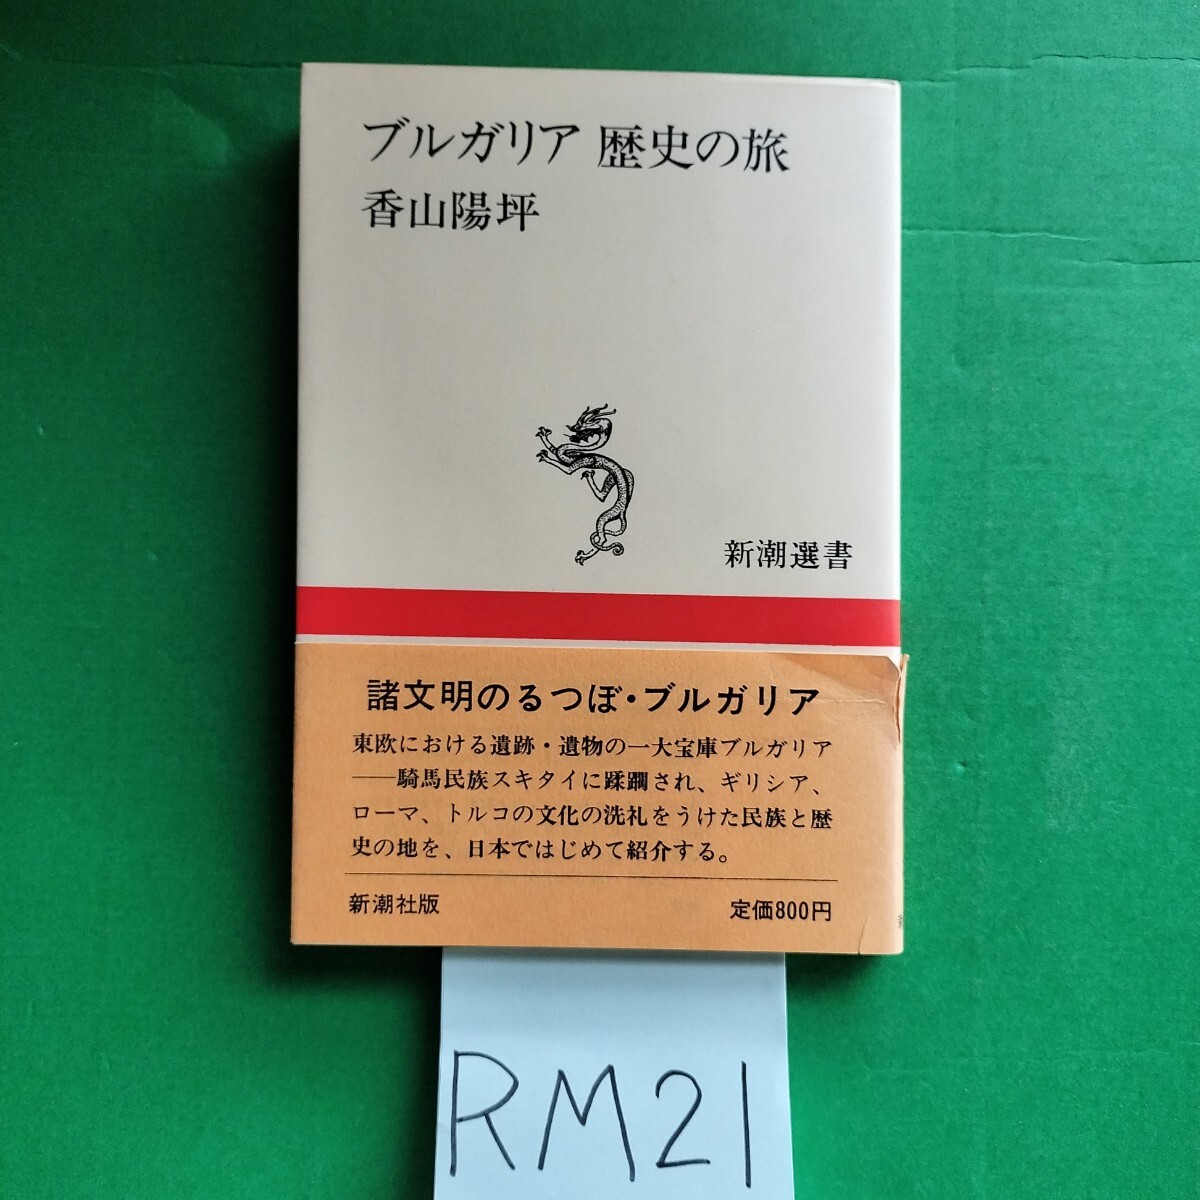 ブルガリア 歴史の旅
香山陽坪
新潮選書
諸文明のるつぼ・ブルガリア
東欧における遺跡・遺物の一大宝庫ブルガリア
──騎馬民族スキタイに蹂躙され、ギリシア、
ローマ、トルコの文化の洗礼をうけた民族と歴
史の地を、日本ではじめて紹介する。
新潮社版
定価800円
RM21